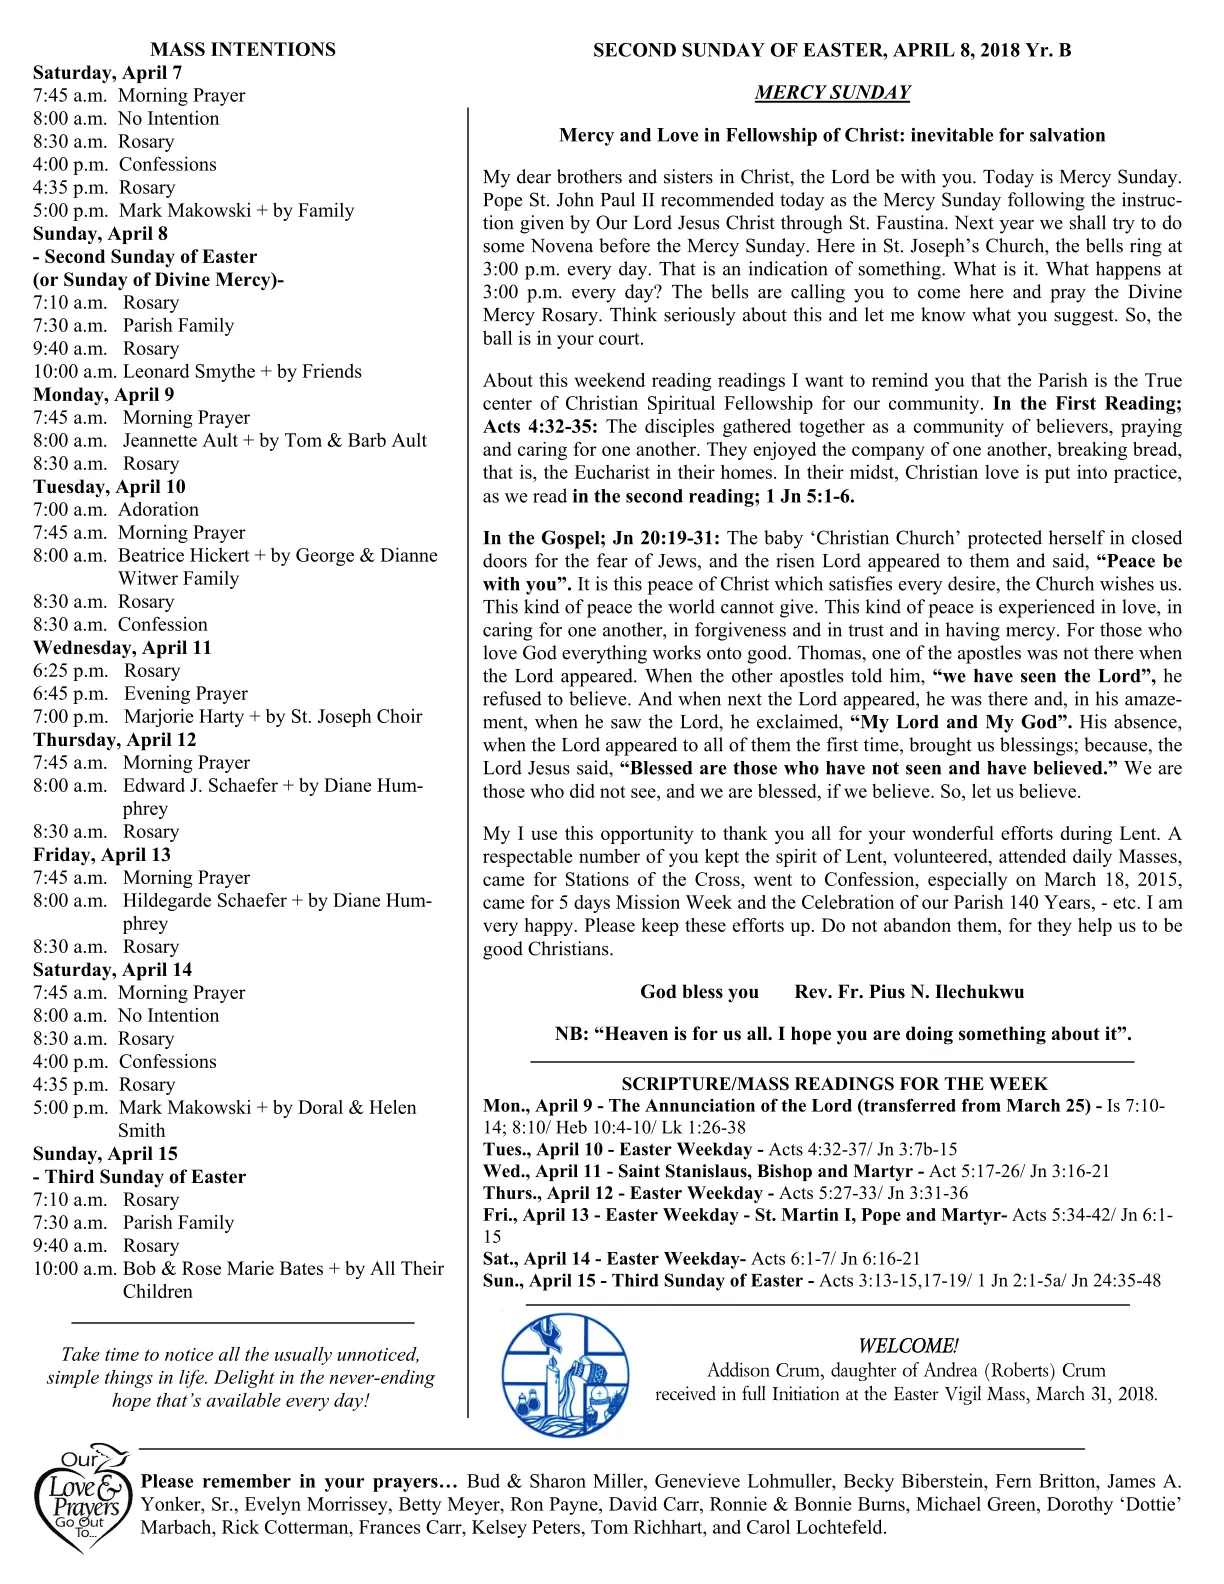 MASS INTENTIONS
Saturday, April 7
7:45 a.m. Morning Prayer
8:00 a.m. No Intention
8:30 a.m. Rosary
4:00 p.m. Confessions
4:35 p.m. Rosary
5:00 p.m. Mark Makowski + by Family
Sunday, April 8
- Second Sunday of Easter
(or Sunday of Divine Mercy)-
7:10 a.m. Rosary
7:30 a.m. Parish Family
9:40 a.m. Rosary
10:00 a.m. Leonard Smythe + by Friends
Monday, April 9
7:45 a.m. Morning Prayer
8:00 a.m. Jeannette Ault + by Tom & Barb Ault
8:30 a.m. Rosary
Tuesday, April 10
7:00 a.m. Adoration
7:45 a.m. Morning Prayer
8:00 a.m. Beatrice Hickert + by George & Dianne
Witwer Family
8:30 a.m. Rosary
8:30 a.m. Confession
Wednesday, April 11
6:25 p.m. Rosary
6:45 p.m. Evening Prayer
7:00 p.m. Marjorie Harty + by St. Joseph Choir
Thursday, April 12
7:45 a.m. Morning Prayer
8:00 a.m. Edward J. Schaefer + by Diane Hum-
phrey
8:30 a.m. Rosary
Friday, April 13
7:45 a.m. Morning Prayer
8:00 a.m. Hildegarde Schaefer + by Diane Hum-
phrey
8:30 a.m. Rosary
Saturday, April 14
7:45 a.m. Morning Prayer
8:00 a.m. No Intention
8:30 a.m. Rosary
4:00 p.m. Confessions
4:35 p.m. Rosary
5:00 p.m. Mark Makowski + by Doral & Helen
Smith
Sunday, April 15
- Third Sunday of Easter
7:10 a.m. Rosary
7:30 a.m. Parish Family
9:40 a.m. Rosary
10:00 a.m. Bob & Rose Marie Bates + by All Their
Children
Take time to notice all the usually unnoticed,
simple things in life. Delight in the never-ending
hope that's available every day!
SECOND SUNDAY OF EASTER, APRIL 8, 2018 Yr. B
MERCY SUNDAY
Mercy and Love in Fellowship of Christ: inevitable for salvation
My dear brothers and sisters in Christ, the Lord be with you. Today is Mercy Sunday.
Pope St. John Paul II recommended today as the Mercy Sunday following the instruc-
tion given by Our Lord Jesus Christ through St. Faustina. Next year we shall try to do
some Novena before the Mercy Sunday. Here in St. Joseph's Church, the bells ring at
3:00 p.m. every day. That is an indication of something. What is it. What happens at
3:00 p.m. every day? The bells are calling you to come here and pray the Divine
Mercy Rosary. Think seriously about this and let me know what you suggest. So, the
ball is in your court.
About this weekend reading readings I want to remind you that the Parish is the True
center of Christian Spiritual Fellowship for our community. In the First Reading;
Acts 4:32-35: The disciples gathered together as a community of believers, praying
and caring for one another. They enjoyed the company of one another, breaking bread,
that is, the Eucharist in their homes. In their midst, Christian love is put into practice,
as we read in the second reading; 1 Jn 5:1-6.
In the Gospel; Jn 20:19-31: The baby ‘Christian Church’ protected herself in closed
doors for the fear of Jews, and the risen Lord appeared to them and said, “Peace be
with you”. It is this peace of Christ which satisfies every desire, the Church wishes us.
This kind of peace the world cannot give. This kind of peace is experienced in love, in
caring for one another, in forgiveness and in trust and in having mercy. For those who
love God everything works onto good. Thomas, one of the apostles was not there when
the Lord appeared. When the other apostles told him, “we have seen the Lord”, he
refused to believe. And when next the Lord appeared, he was there and, in his amaze-
ment, when he saw the Lord, he exclaimed, “My Lord and My God”. His absence,
when the Lord appeared to all of them the first time, brought us blessings; because, the
Lord Jesus said, “Blessed are those who have not seen and have believed.” We are
those who did not see, and we are blessed, if we believe. So, let us believe.
My I use this opportunity to thank you all for your wonderful efforts during Lent. A
respectable number of you kept the spirit of Lent, volunteered, attended daily Masses,
came for Stations of the Cross, went to Confession, especially on March 18, 2015,
came for 5 days Mission Week and the Celebration of our Parish 140 Years, - etc. I am
very happy. Please keep these efforts up. Do not abandon them, for they help us to be
good Christians.
God bless you Rev. Fr. Pius N. Ilechukwu
NB: “Heaven is for us all. I hope you are doing something about it”.
SCRIPTURE/MASS READINGS FOR THE WEEK
Mon., April 9 - The Annunciation of the Lord (transferred from March 25) - Is 7:10-
14; 8:10/ Heb 10:4-10/ Lk 1:26-38
Tues., April 10 - Easter Weekday - Acts 4:32-37/ Jn 3:7b-15
Wed., April 11 - Saint Stanislaus, Bishop and Martyr - Act 5:17-26/ Jn 3:16-21
Thurs., April 12 - Easter Weekday - Acts 5:27-33/ Jn 3:31-36
Fri., April 13 - Easter Weekday - St. Martin I, Pope and Martyr- Acts 5:34-42/ Jn 6:1-
15
Sat., April 14 - Easter Weekday- Acts 6:1-7/ Jn 6:16-21
Sun., April 15 - Third Sunday of Easter - Acts 3:13-15,17-19/ 1 Jn 2:1-5a/ Jn 24:35-48
WELCOME!
Addison Crum, daughter of Andrea (Roberts) Crum
received in full Initiation at the Easter Vigil Mass, March 31, 2018.
Our
Love &
Prayers
Go Out
To...
Please remember in your prayers… Bud & Sharon Miller, Genevieve Lohmuller, Becky Biberstein, Fern Britton, James A.
Yonker, Sr., Evelyn Morrissey, Betty Meyer, Ron Payne, David Carr, Ronnie & Bonnie Burns, Michael Green, Dorothy ‘Dottie’
Marbach, Rick Cotterman, Frances Carr, Kelsey Peters, Tom Richhart, and Carol Lochtefeld.